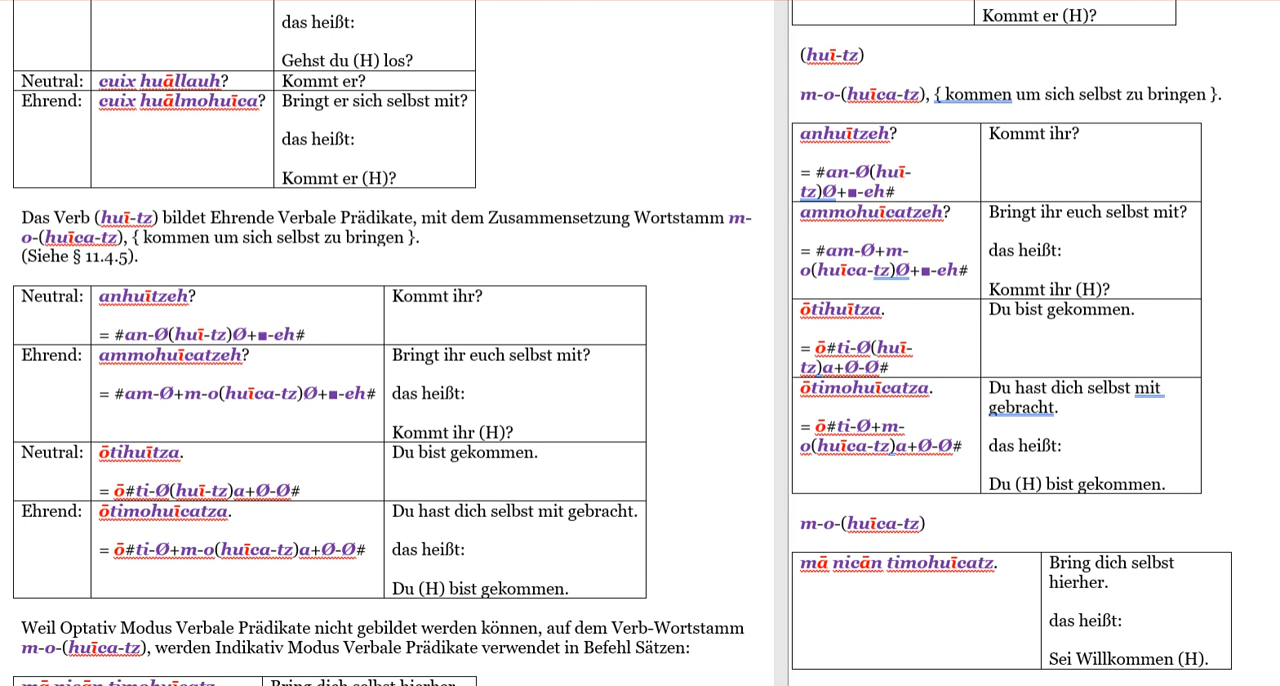 das heißt:
Gehst du (H) los?
Neutral: cuix huāllauh? Kommt er?
Ehrend: cuix huālmohuīca? Bringt er sich selbst mit?
das heißt:
Kommt er (H)?
Das Verb (huī-tz) bildet Ehrende Verbale Prädikate, mit dem Zusammensetzung Wortstamm m-
o-(huīca-tz), { kommen um sich selbst zu bringen }.
(Siehe § 11.4.5).
Neutral: anhuītzeh? Kommt ihr?
= #an-Ø(huī-tz)Ø+■-eh#
Ehrend: ammohuīcatzeh? Bringt ihr euch selbst mit?
= #am-Ø+m-o(huīca-tz)Ø+■-eh# das heißt:
Kommt ihr (H)?
Neutral: ōtihuītza. Du bist gekommen.
= ō#ti-Ø(huī-tz)a+Ø-Ø#
Ehrend: ōtimohuīcatza. Du hast dich selbst mit gebracht.
= ō#ti-Ø+m-o(huīca-tz)a+Ø-Ø# das heißt:
Du (H) bist gekommen.
Weil Optativ Modus Verbale Prädikate nicht gebildet werden können, auf dem Verb-Wortstamm
m-o-(huīca-tz), werden Indikativ Modus Verbale Prädikate verwendet in Befehl Sätzen:
mā nicān timohuīcatz. Bring dich selbst hierher.
Kommt er (H)?
(huī-tz)
m-o-(huīca-tz), { kommen um sich selbst zu bringen }.
anhuītzeh? Kommt ihr?
= #an-Ø(huī-
tz)Ø+■-eh#
ammohuīcatzeh? Bringt ihr euch selbst mit?
= #am-Ø+m- das heißt:
o(huīca-tz)Ø+■-eh#
Kommt ihr (H)?
ōtihuītza. Du bist gekommen.
= ō#ti-Ø(huī-
tz)a+Ø-Ø#
ōtimohuīcatza. Du hast dich selbst mit
gebracht.
= ō#ti-Ø+m-
o(huīca-tz)a+Ø-Ø# das heißt:
Du (H) bist gekommen.
m-o-(huīca-tz)
mā nicān timohuīcatz. Bring dich selbst
hierher.
das heißt:
Sei Willkommen (H).